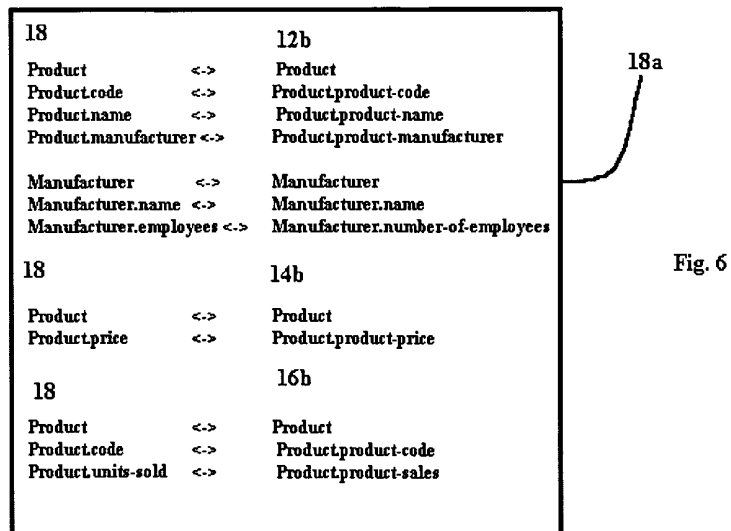 18 12b
Product <-> Product
Product.code <-> Product.product-code
Product.name <-> Product.product-name
Product.manufacturer <-> Product.product-manufacturer
Manufacturer <-> Manufacturer
Manufacturer.name <-> Manufacturer.name
Manufacturer.employees <-> Manufacturer.number-of-employees
18 14b
Product <-> Product
Product.price <-> Product.product-price
18 16b
Product <-> Product
Product.code <-> Product.product-code
Product.units-sold <-> Product.product-sales
18a
Fig. 6